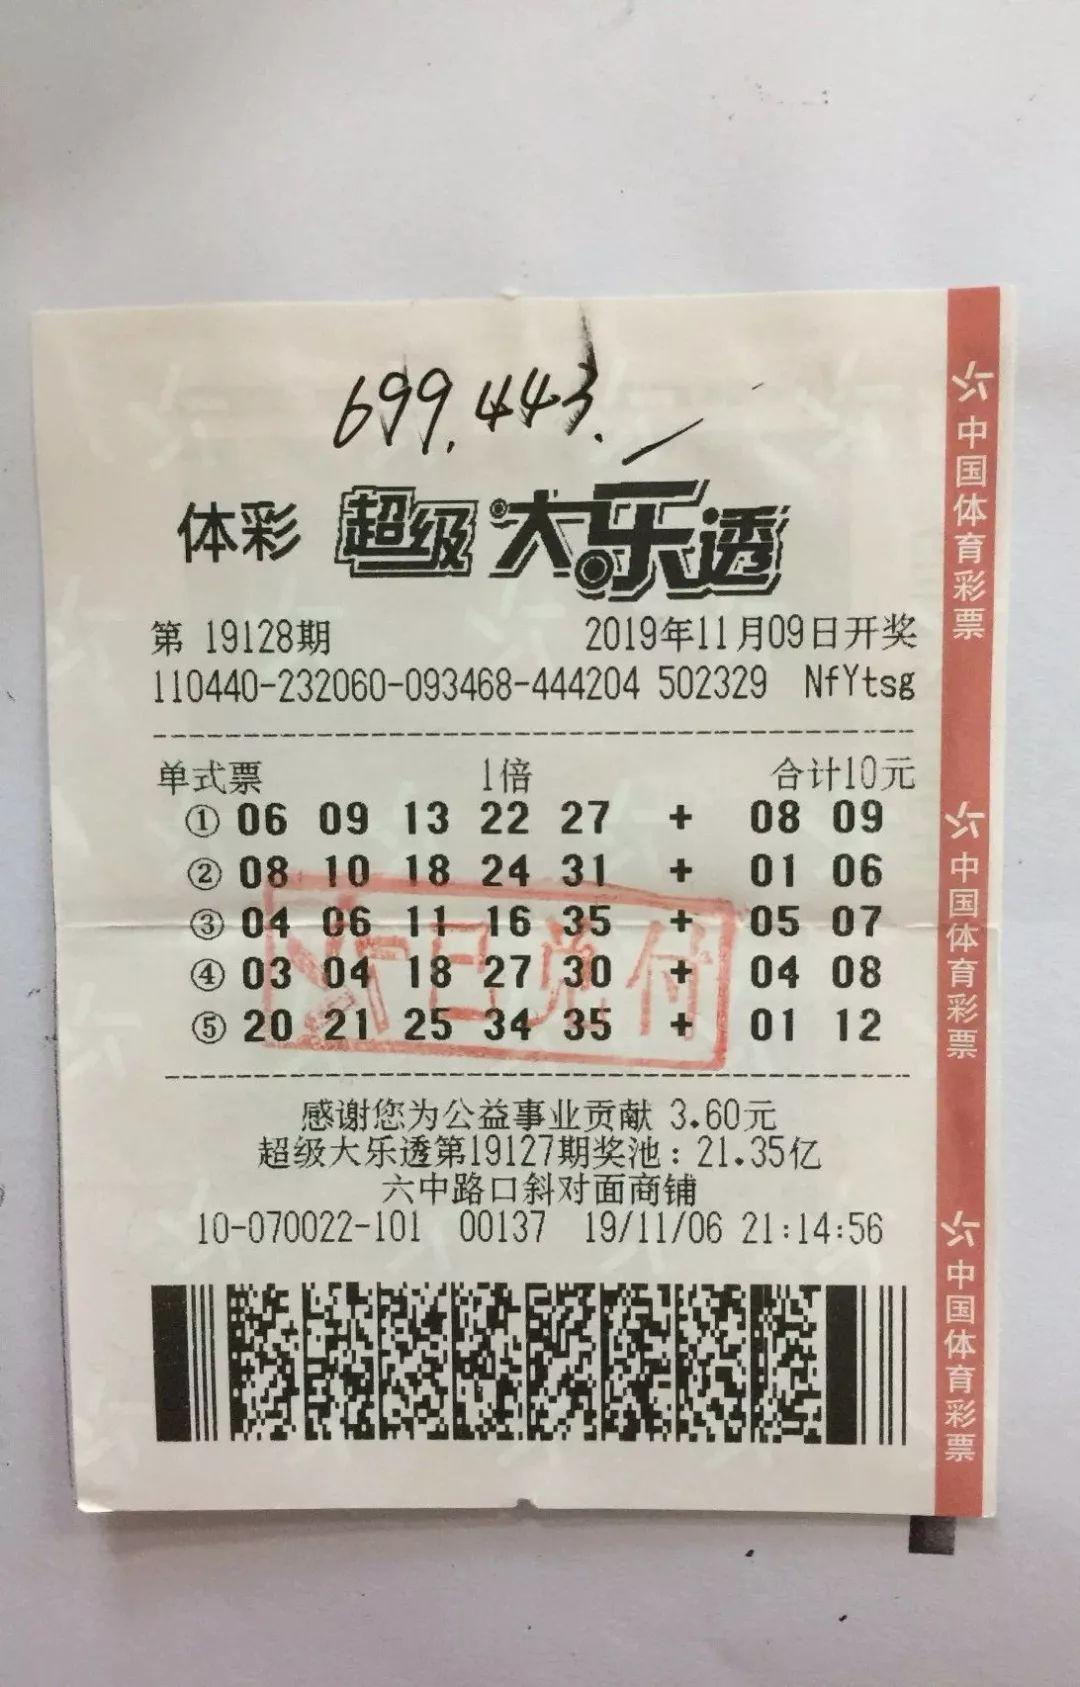 699,443.
体彩 超级大乐透
第 19128期 2019年11月09日开奖
110440-232060-093468-444204 502329 NfYtsg
单式票 1倍 合计10元
① 06 09 13 22 27 + 08 09
② 08 10 18 24 31 + 01 06
③ 04 06 11 16 35 + 05 07
④ 03 04 18 27 30 + 04 08
⑤ 20 21 25 34 35 + 01 12
已兑付
感谢您为公益事业贡献 3.60元
超级大乐透第19127期奖池：21.35亿
六中路口斜对面商铺
10-070022-101 00137 19/11/06 21:14:56
中国体育彩票
中国体育彩票
中国体育彩票